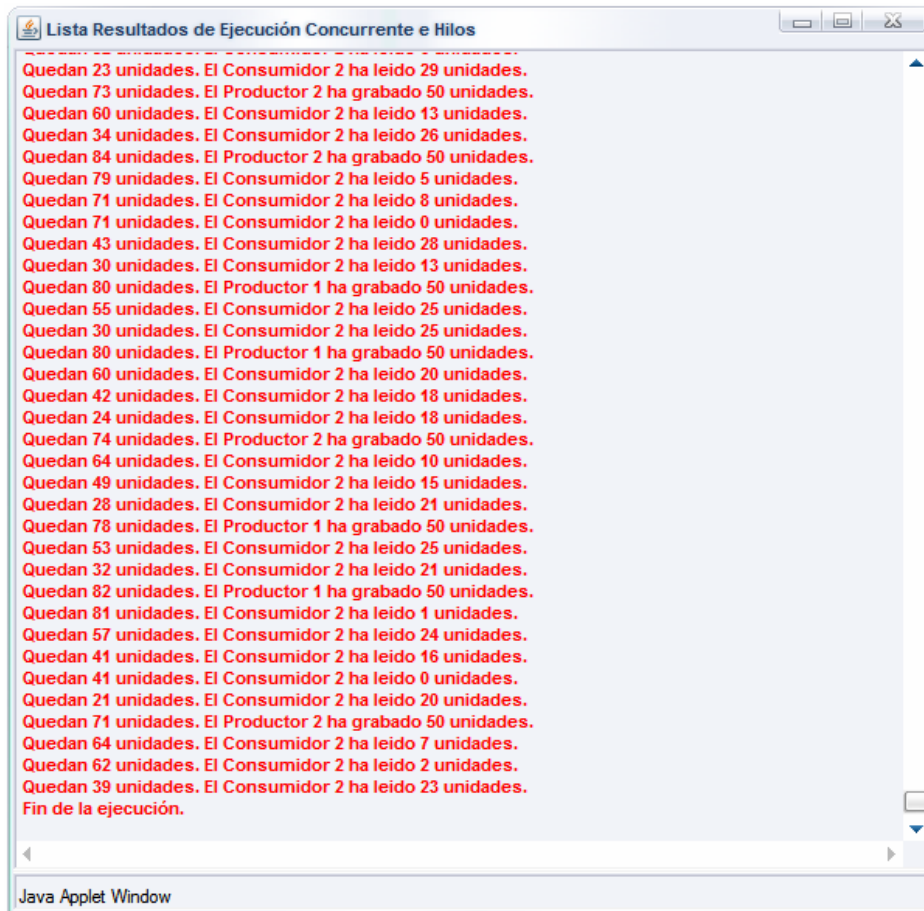 Lista Resultados de Ejecución Concurrente e Hilos
Quedan 23 unidades. El Consumidor 2 ha leido 29 unidades.
Quedan 73 unidades. El Productor 2 ha grabado 50 unidades.
Quedan 60 unidades. El Consumidor 2 ha leido 13 unidades.
Quedan 34 unidades. El Consumidor 2 ha leido 26 unidades.
Quedan 84 unidades. El Productor 2 ha grabado 50 unidades.
Quedan 79 unidades. El Consumidor 2 ha leido 5 unidades.
Quedan 71 unidades. El Consumidor 2 ha leido 8 unidades.
Quedan 71 unidades. El Consumidor 2 ha leido 0 unidades.
Quedan 43 unidades. El Consumidor 2 ha leido 28 unidades.
Quedan 30 unidades. El Consumidor 2 ha leido 13 unidades.
Quedan 80 unidades. El Productor 1 ha grabado 50 unidades.
Quedan 55 unidades. El Consumidor 2 ha leido 25 unidades.
Quedan 30 unidades. El Consumidor 2 ha leido 25 unidades.
Quedan 80 unidades. El Productor 1 ha grabado 50 unidades.
Quedan 60 unidades. El Consumidor 2 ha leido 20 unidades.
Quedan 42 unidades. El Consumidor 2 ha leido 18 unidades.
Quedan 24 unidades. El Consumidor 2 ha leido 18 unidades.
Quedan 74 unidades. El Productor 2 ha grabado 50 unidades.
Quedan 64 unidades. El Consumidor 2 ha leido 10 unidades.
Quedan 49 unidades. El Consumidor 2 ha leido 15 unidades.
Quedan 28 unidades. El Consumidor 2 ha leido 21 unidades.
Quedan 78 unidades. El Productor 1 ha grabado 50 unidades.
Quedan 53 unidades. El Consumidor 2 ha leido 25 unidades.
Quedan 32 unidades. El Consumidor 2 ha leido 21 unidades.
Quedan 82 unidades. El Productor 1 ha grabado 50 unidades.
Quedan 81 unidades. El Consumidor 2 ha leido 1 unidades.
Quedan 57 unidades. El Consumidor 2 ha leido 24 unidades.
Quedan 41 unidades. El Consumidor 2 ha leido 16 unidades.
Quedan 41 unidades. El Consumidor 2 ha leido 0 unidades.
Quedan 21 unidades. El Consumidor 2 ha leido 20 unidades.
Quedan 71 unidades. El Productor 2 ha grabado 50 unidades.
Quedan 64 unidades. El Consumidor 2 ha leido 7 unidades.
Quedan 62 unidades. El Consumidor 2 ha leido 2 unidades.
Quedan 39 unidades. El Consumidor 2 ha leido 23 unidades.
Fin de la ejecución.
Java Applet Window